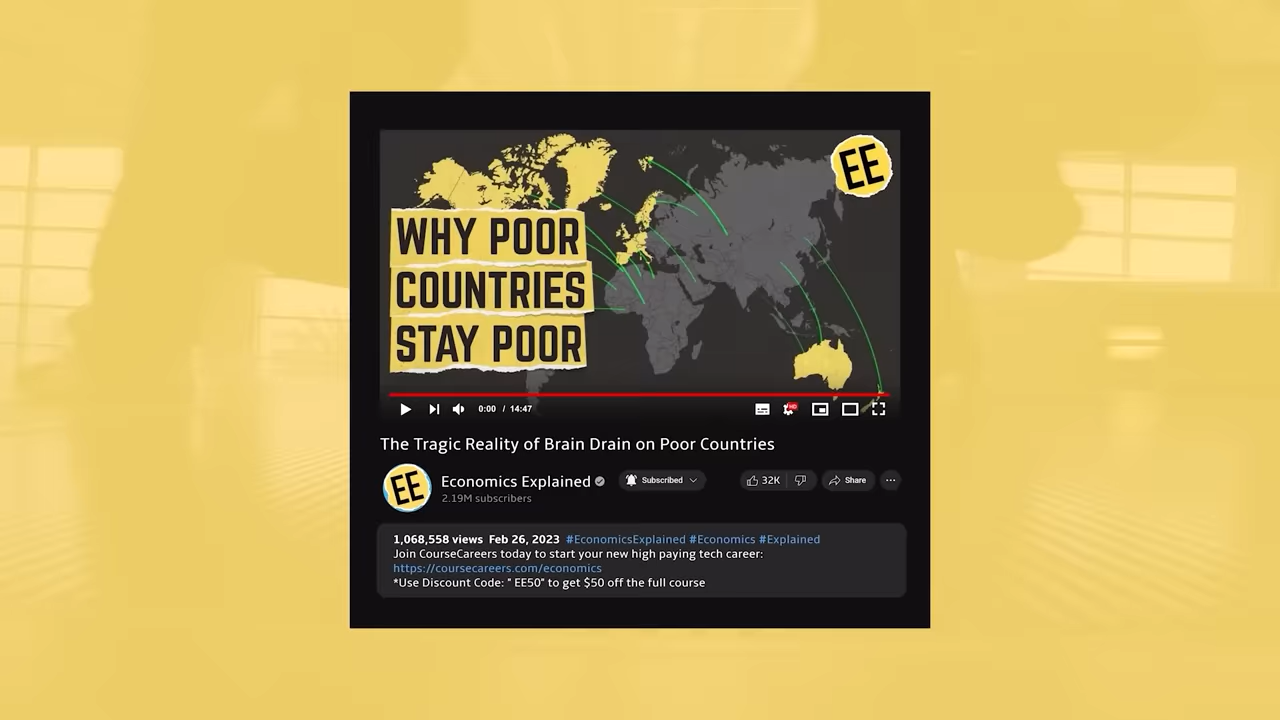 EE
WHY POOR
COUNTRIES
STAY POOR
0:00 / 14:47
HD
The Tragic Reality of Brain Drain on Poor Countries
EE
Economics Explained
Subscribed
32K
Share
2.19M subscribers
1,068,558 views Feb 26, 2023 #EconomicsExplained #Economics #Explained
Join CourseCareers today to start your new high paying tech career:
https://coursecareers.com/economics
*Use Discount Code: " EE50" to get $50 off the full course